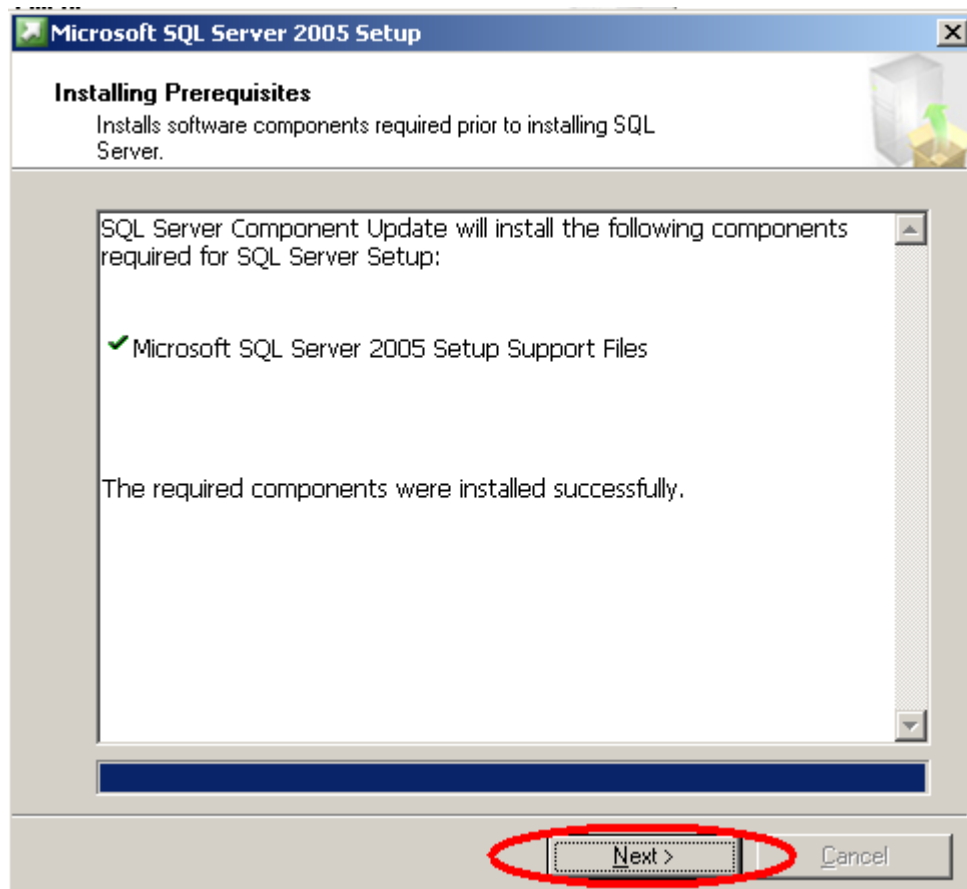 Microsoft SQL Server 2005 Setup
Installing Prerequisites
Installs software components required prior to installing SQL
Server.
SQL Server Component Update will install the following components
required for SQL Server Setup:
Microsoft SQL Server 2005 Setup Support Files
The required components were installed successfully.
Next >
Cancel